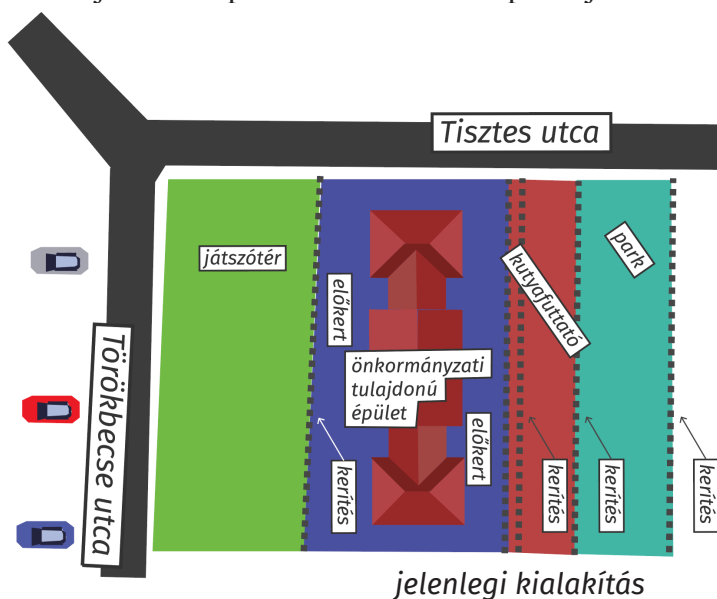 Tisztes utca
játszótér
park
előkert
kutyafuttató
Törökbecse utca
önkormányzati
tulajdonú
épület
előkert
kerítés
kerítés
kerítés
kerítés
jelenlegi kialakítás